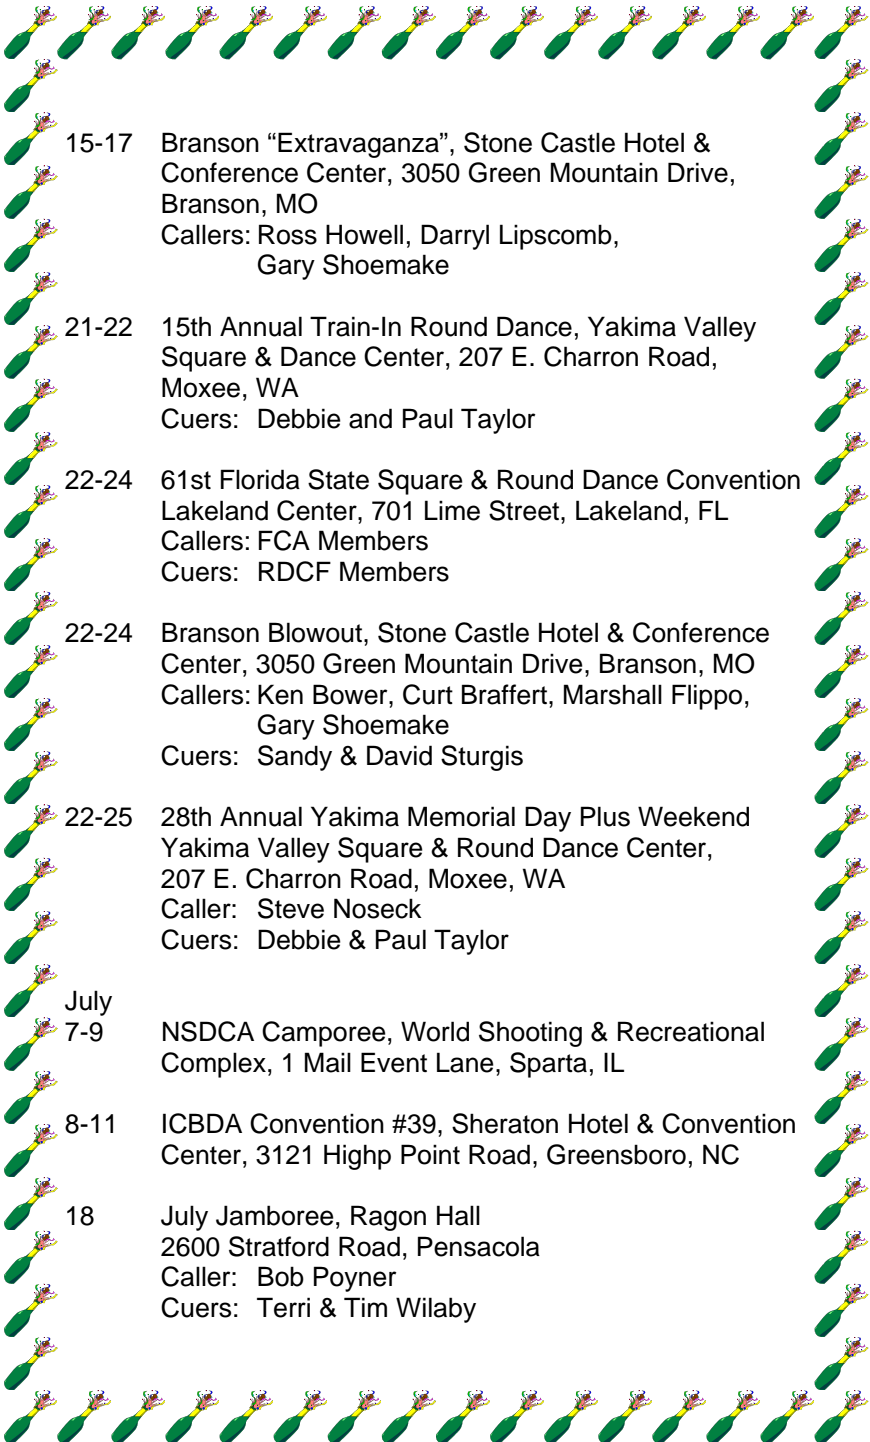 15-17 Branson “Extravaganza”, Stone Castle Hotel &
Conference Center, 3050 Green Mountain Drive,
Branson, MO
Callers: Ross Howell, Darryl Lipscomb,
Gary Shoemake
21-22 15th Annual Train-In Round Dance, Yakima Valley
Square & Dance Center, 207 E. Charron Road,
Moxee, WA
Cuers: Debbie and Paul Taylor
22-24 61st Florida State Square & Round Dance Convention
Lakeland Center, 701 Lime Street, Lakeland, FL
Callers: FCA Members
Cuers: RDCF Members
22-24 Branson Blowout, Stone Castle Hotel & Conference
Center, 3050 Green Mountain Drive, Branson, MO
Callers: Ken Bower, Curt Braffert, Marshall Flippo,
Gary Shoemake
Cuers: Sandy & David Sturgis
22-25 28th Annual Yakima Memorial Day Plus Weekend
Yakima Valley Square & Round Dance Center,
207 E. Charron Road, Moxee, WA
Caller: Steve Noseck
Cuers: Debbie & Paul Taylor
July
7-9 NSDCA Camporee, World Shooting & Recreational
Complex, 1 Mail Event Lane, Sparta, IL
8-11 ICBDA Convention #39, Sheraton Hotel & Convention
Center, 3121 Highp Point Road, Greensboro, NC
18 July Jamboree, Ragon Hall
2600 Stratford Road, Pensacola
Caller: Bob Poyner
Cuers: Terri & Tim Wilaby